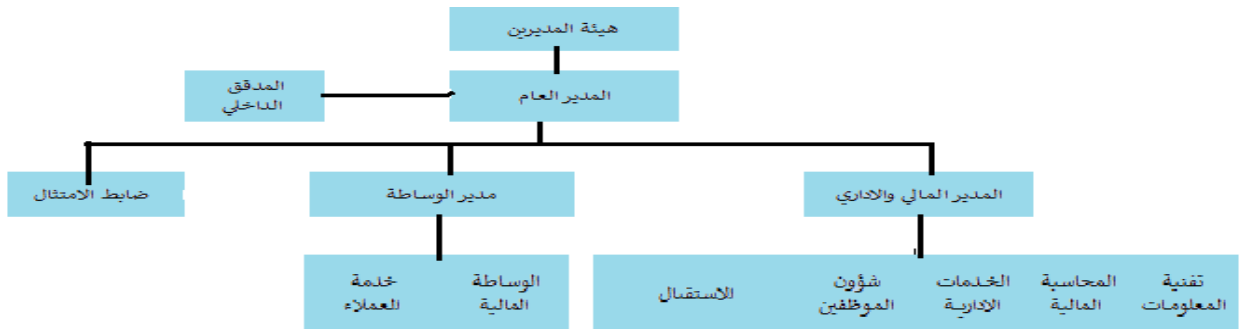 هيئة المديرين
المدقق
الداخلي
المدير العام
المدير المالي والاداري
مدير الوساطة
ضابط الامتثال
تقنية
المعلومات
المحاسبة
المالية
الخدمات
الادارية
شؤون
الموظفين
الاستقبال
الوساطة
المالية
خدمة
العملاء